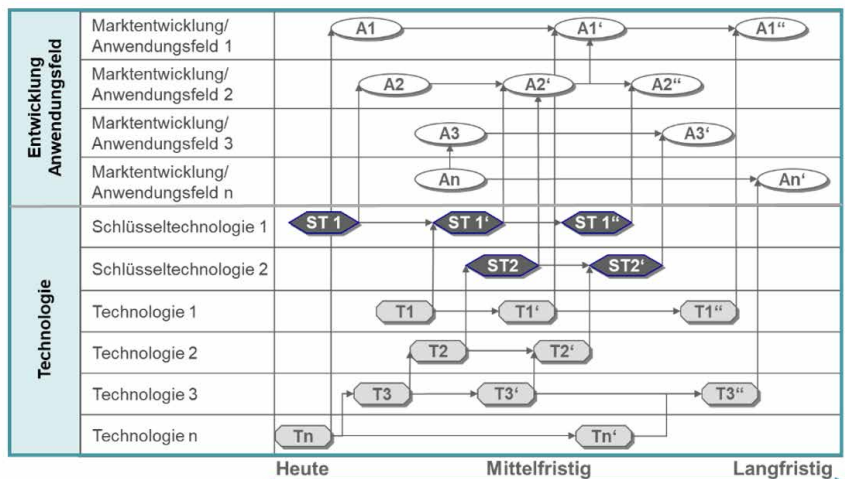 Entwicklung
Anwendungsfeld
Marktentwicklung/
Anwendungsfeld 1
A1 A1‘ A1“
Marktentwicklung/
Anwendungsfeld 2
A2 A2‘ A2“
Marktentwicklung/
Anwendungsfeld 3
A3 A3‘
Marktentwicklung/
Anwendungsfeld n
An An‘
Technologie
Schlüsseltechnologie 1
ST 1 ST 1‘ ST 1“
Schlüsseltechnologie 2
ST2 ST2‘
Technologie 1
T1 T1‘ T1“
Technologie 2
T2 T2‘
Technologie 3
T3 T3‘ T3“
Technologie n
Tn Tn‘
Heute Mittelfristig Langfristig